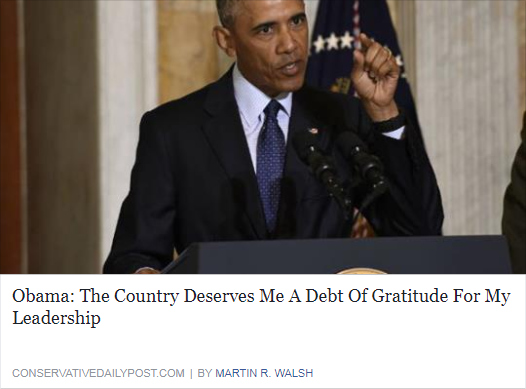 Obama: The Country Deserves Me A Debt Of Gratitude For My
Leadership
CONSERVATIVEDAILYPOST.COM | BY MARTIN R. WALSH